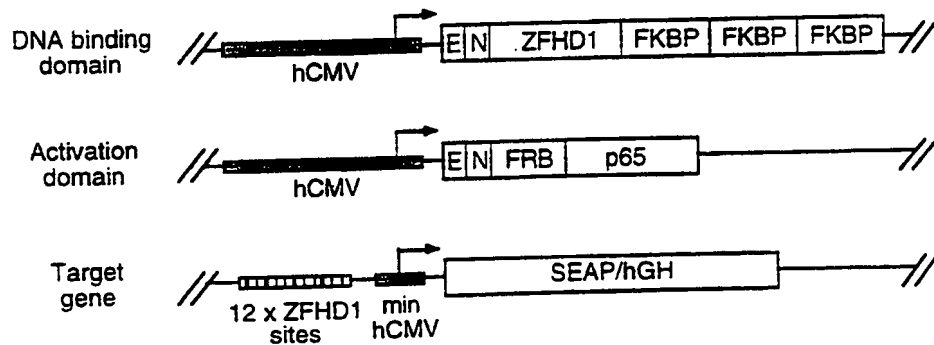 DNA binding
domain
hCMV
E N .ZFHD1 FKBP FKBP FKBP
Activation
domain
hCMV
E N FRB p65
Target
gene
12 x ZFHD1
sites
min
hCMV
SEAP/hGH